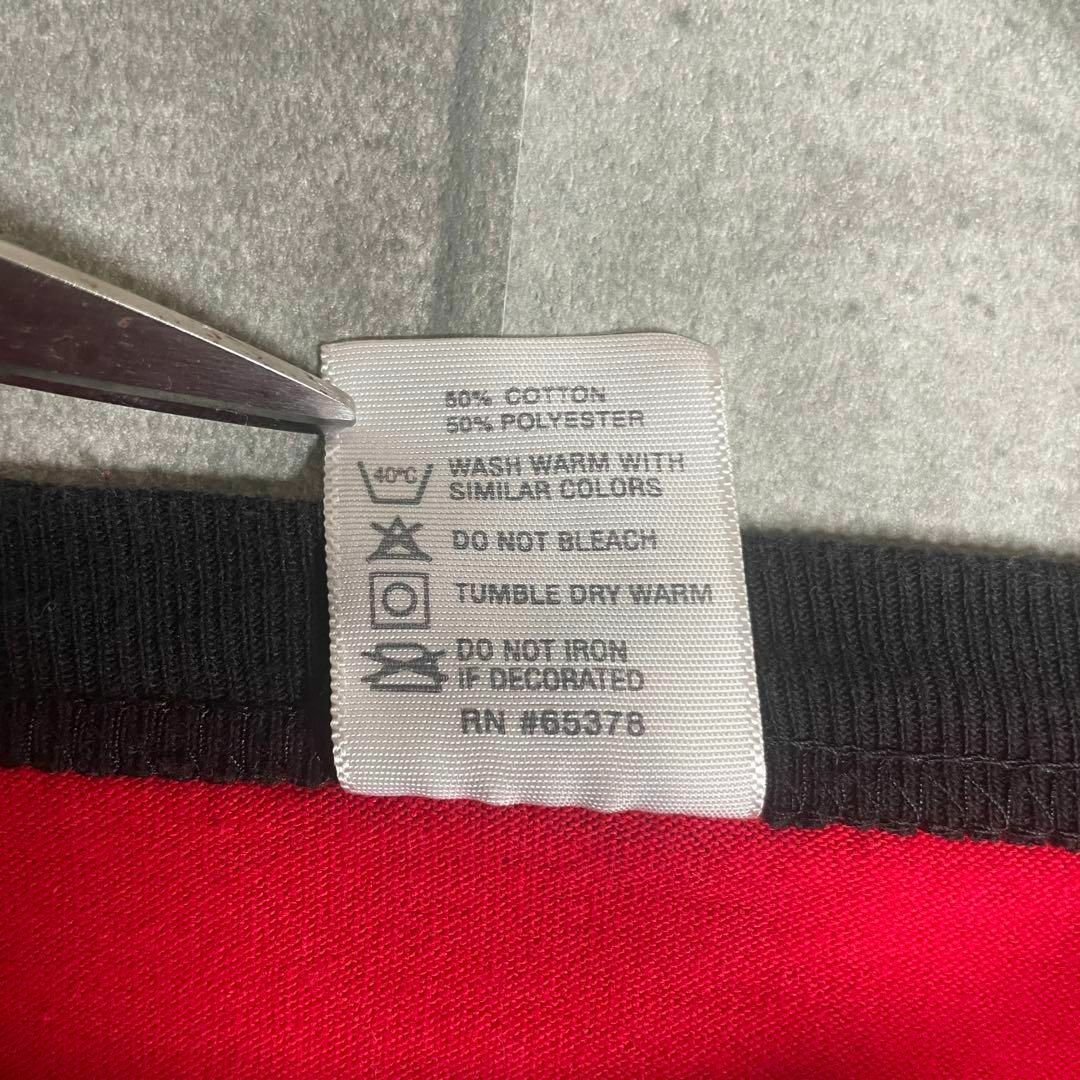 50% COTTON
50% POLYESTER
40°C WASH WARM WITH
SIMILAR COLORS
DO NOT BLEACH
TUMBLE DRY WARM
DO NOT IRON
IF DECORATED
RN #65378